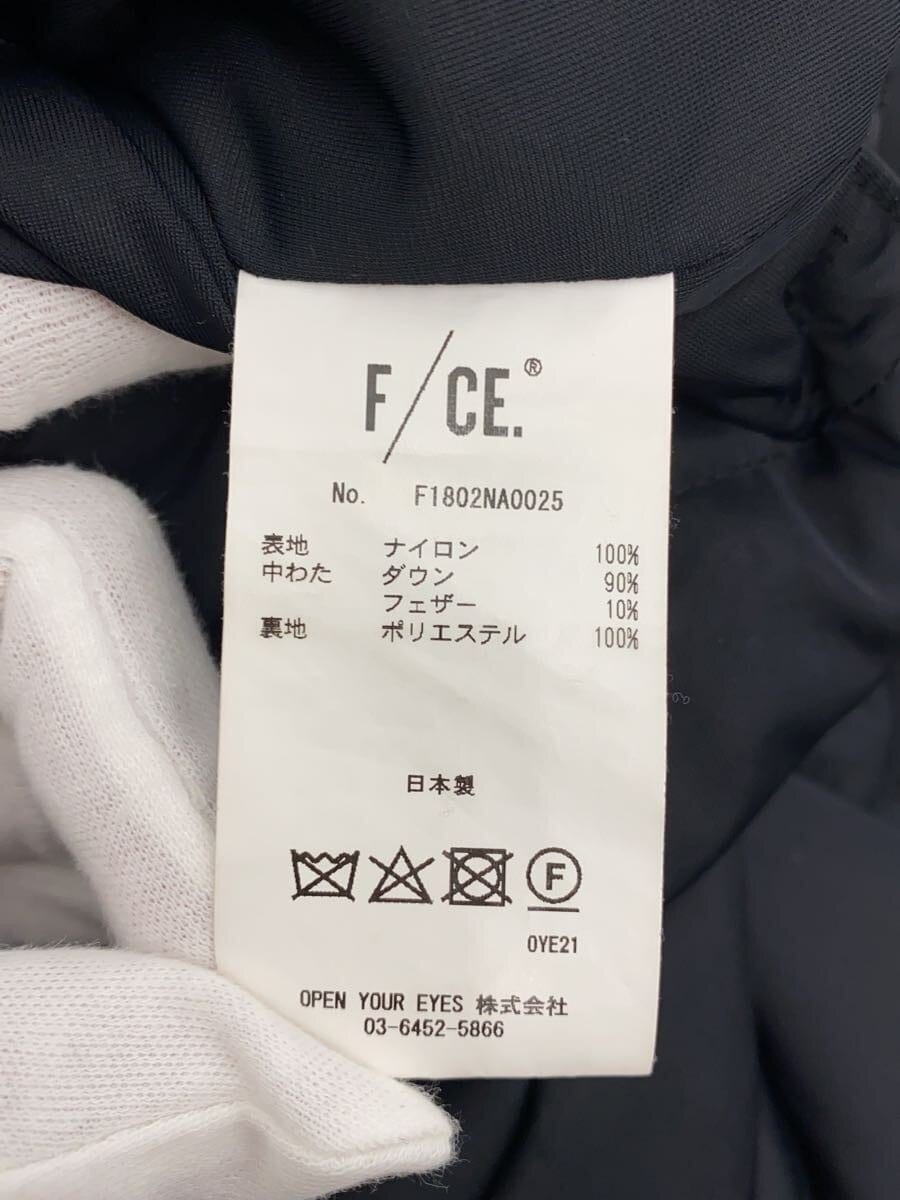 F/CE.®
No. F1802NA0025
表地 ナイロン 100%
中わた ダウン 90%
フェザー 10%
裏地 ポリエステル 100%
日本製
F
OYE21
OPEN YOUR EYES 株式会社
03-6452-5866